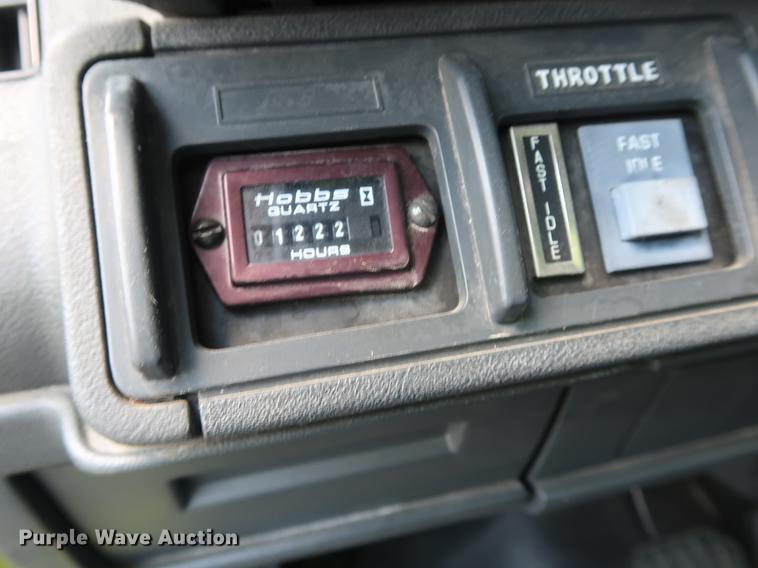 THROTTLE
Hobbs
QUARTZ
01222
HOURS
FAST IDLE
FAST
IDLE
Purple Wave Auction